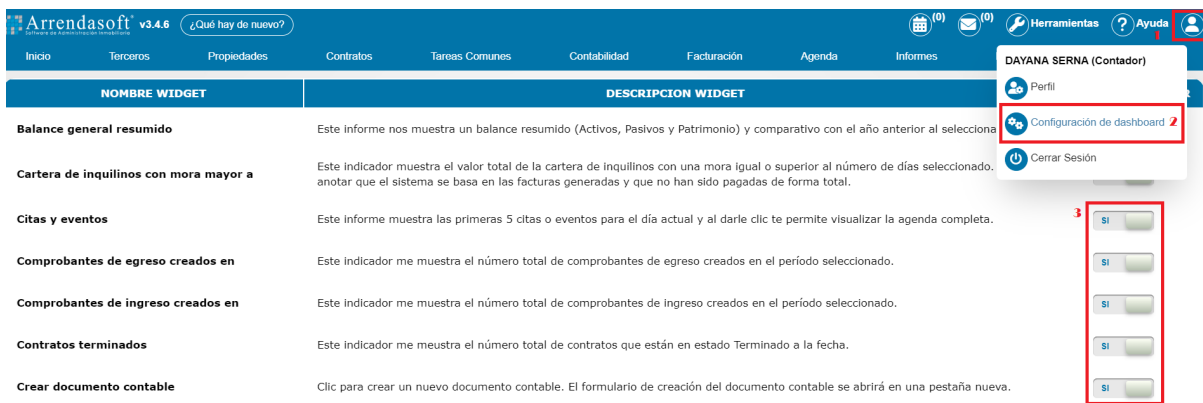 Arrendasoft v3.4.6 ¿Qué hay de nuevo? (0) (0) Herramientas ? Ayuda
Software de Administración Inmobiliaria
1
Inicio Terceros Propiedades Contratos Tareas Comunes Contabilidad Facturación Agenda Informes
DAYANA SERNA (Contador)
Perfil
Configuración de dashboard 2
Cerrar Sesión
NOMBRE WIDGET DESCRIPCION WIDGET R
Balance general resumido Este informe nos muestra un balance resumido (Activos, Pasivos y Patrimonio) y comparativo con el año anterior al selecciona
Cartera de inquilinos con mora mayor a Este indicador muestra el valor total de la cartera de inquilinos con una mora igual o superior al número de días seleccionado.
anotar que el sistema se basa en las facturas generadas y que no han sido pagadas de forma total.
Citas y eventos Este informe muestra las primeras 5 citas o eventos para el día actual y al darle clic te permite visualizar la agenda completa. 3 SI
Comprobantes de egreso creados en Este indicador me muestra el número total de comprobantes de egreso creados en el período seleccionado. SI
Comprobantes de ingreso creados en Este indicador me muestra el número total de comprobantes de ingreso creados en el período seleccionado. SI
Contratos terminados Este indicador me muestra el número total de contratos que están en estado Terminado a la fecha. SI
Crear documento contable Clic para crear un nuevo documento contable. El formulario de creación del documento contable se abrirá en una pestaña nueva. SI